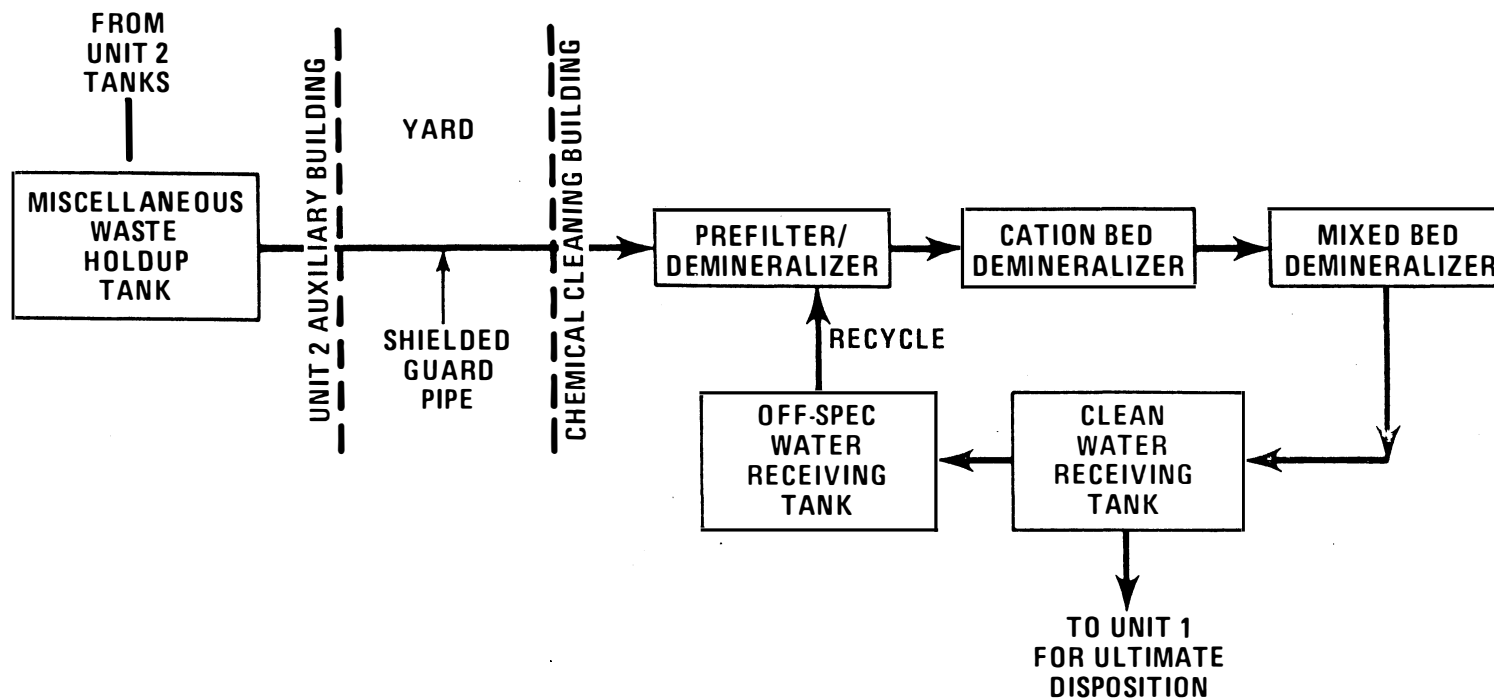 FROM
UNIT 2
TANKS
MISCELLANEOUS
WASTE
HOLDUP
TANK
UNIT 2 AUXILIARY BUILDING
YARD
SHIELDED
GUARD
PIPE
CHEMICAL CLEANING BUILDING
PREFILTER/
DEMINERALIZER
CATION BED
DEMINERALIZER
MIXED BED
DEMINERALIZER
RECYCLE
OFF-SPEC
WATER
RECEIVING
TANK
CLEAN
WATER
RECEIVING
TANK
TO UNIT 1
FOR ULTIMATE
DISPOSITION